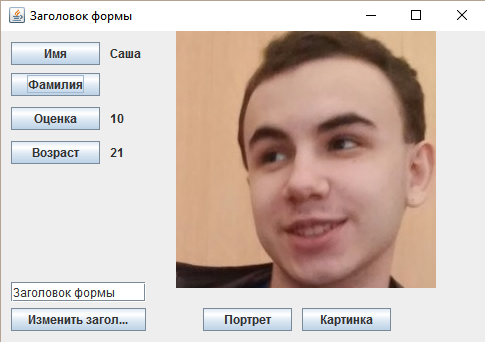 Заголовок формы
Имя Саша
Фамилия
Оценка 10
Возраст 21
Заголовок формы
Изменить загол... Портрет Картинка